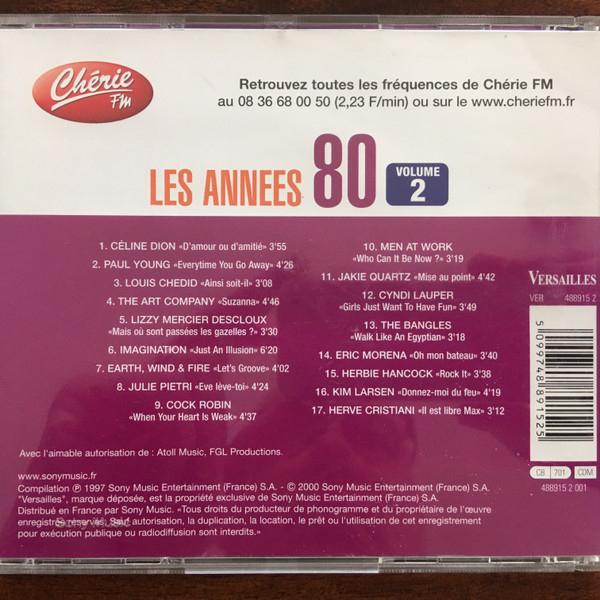 Chérie
FM
Retrouvez toutes les fréquences de Chérie FM
au 08 36 68 00 50 (2,23 F/min) ou sur le www.cheriefm.fr
LES ANNEES 80 VOLUME 2
1. CÉLINE DION «D'amour ou d'amitié» 3'55
2. PAUL YOUNG «Everytime You Go Away» 4'26
3. LOUIS CHEDID «Ainsi soit-il» 3'08
4. THE ART COMPANY «Suzanna» 3'46
5. LIZZY MERCIER DESCLOUX
«Mais où sont passées les gazelles ?» 3'30
6. IMAGINATION «Just An Illusion» 6'20
7. EARTH, WIND & FIRE «Let's Groove» 4'02
8. JULIE PIETRI «Eve lève-toi» 4'24
9. COCK ROBIN
«When Your Heart Is Weak» 4'37
10. MEN AT WORK
«Who Can It Be Now ?» 3'19
11. JAKIE QUARTZ «Mise au point» 4'42
12. CYNDI LAUPER
«Girls Just Want To Have Fun» 3'49
13. THE BANGLES
«Walk Like An Egyptian» 3'18
14. ERIC MORENA «Oh mon bateau» 3'40
15. HERBIE HANCOCK «Rock It» 3'38
16. KIM LARSEN «Donnez-moi du feu» 4'19
17. HERVE CRISTIANI «Il est libre Max» 3'12
VERSAILLES
VER 488915 2
5 099748 891525
CB 701 CDM
488915 2 001
Avec l'aimable autorisation de : Atoll Music, FGL Productions.
www.sonymusic.fr
Compilation ℗ 1997 Sony Music Entertainment (France) S.A. - © 2000 Sony Music Entertainment (France) S.A.
"Versailles", marque déposée, est la propriété exclusive de Sony Music Entertainment (France) S.A.
Distribué en France par Sony Music. «Tous droits du producteur de phonogramme et du propriétaire de l'œuvre
enregistrée réservés. Sauf autorisation, la duplication, la location, le prêt ou l'utilisation de cet enregistrement
pour exécution publique ou radiodiffusion sont interdits.»